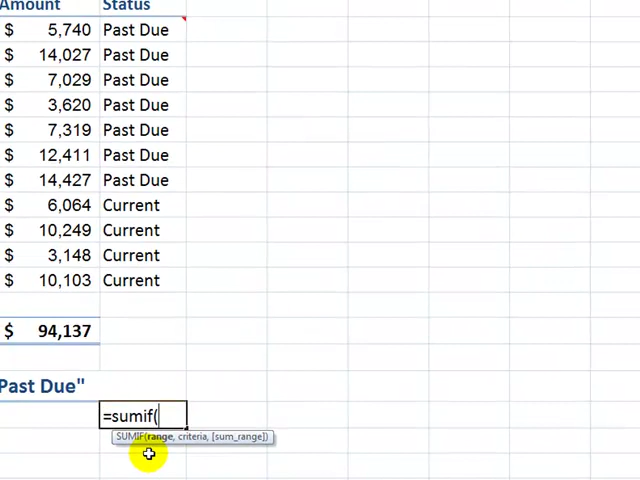 Amount Status
$ 5,740 Past Due
$ 14,027 Past Due
$ 7,029 Past Due
$ 3,620 Past Due
$ 7,319 Past Due
$ 12,411 Past Due
$ 14,427 Past Due
$ 6,064 Current
$ 10,249 Current
$ 3,148 Current
$ 10,103 Current
$ 94,137
Past Due"
=sumif(
SUMIF(range, criteria, [sum_range])